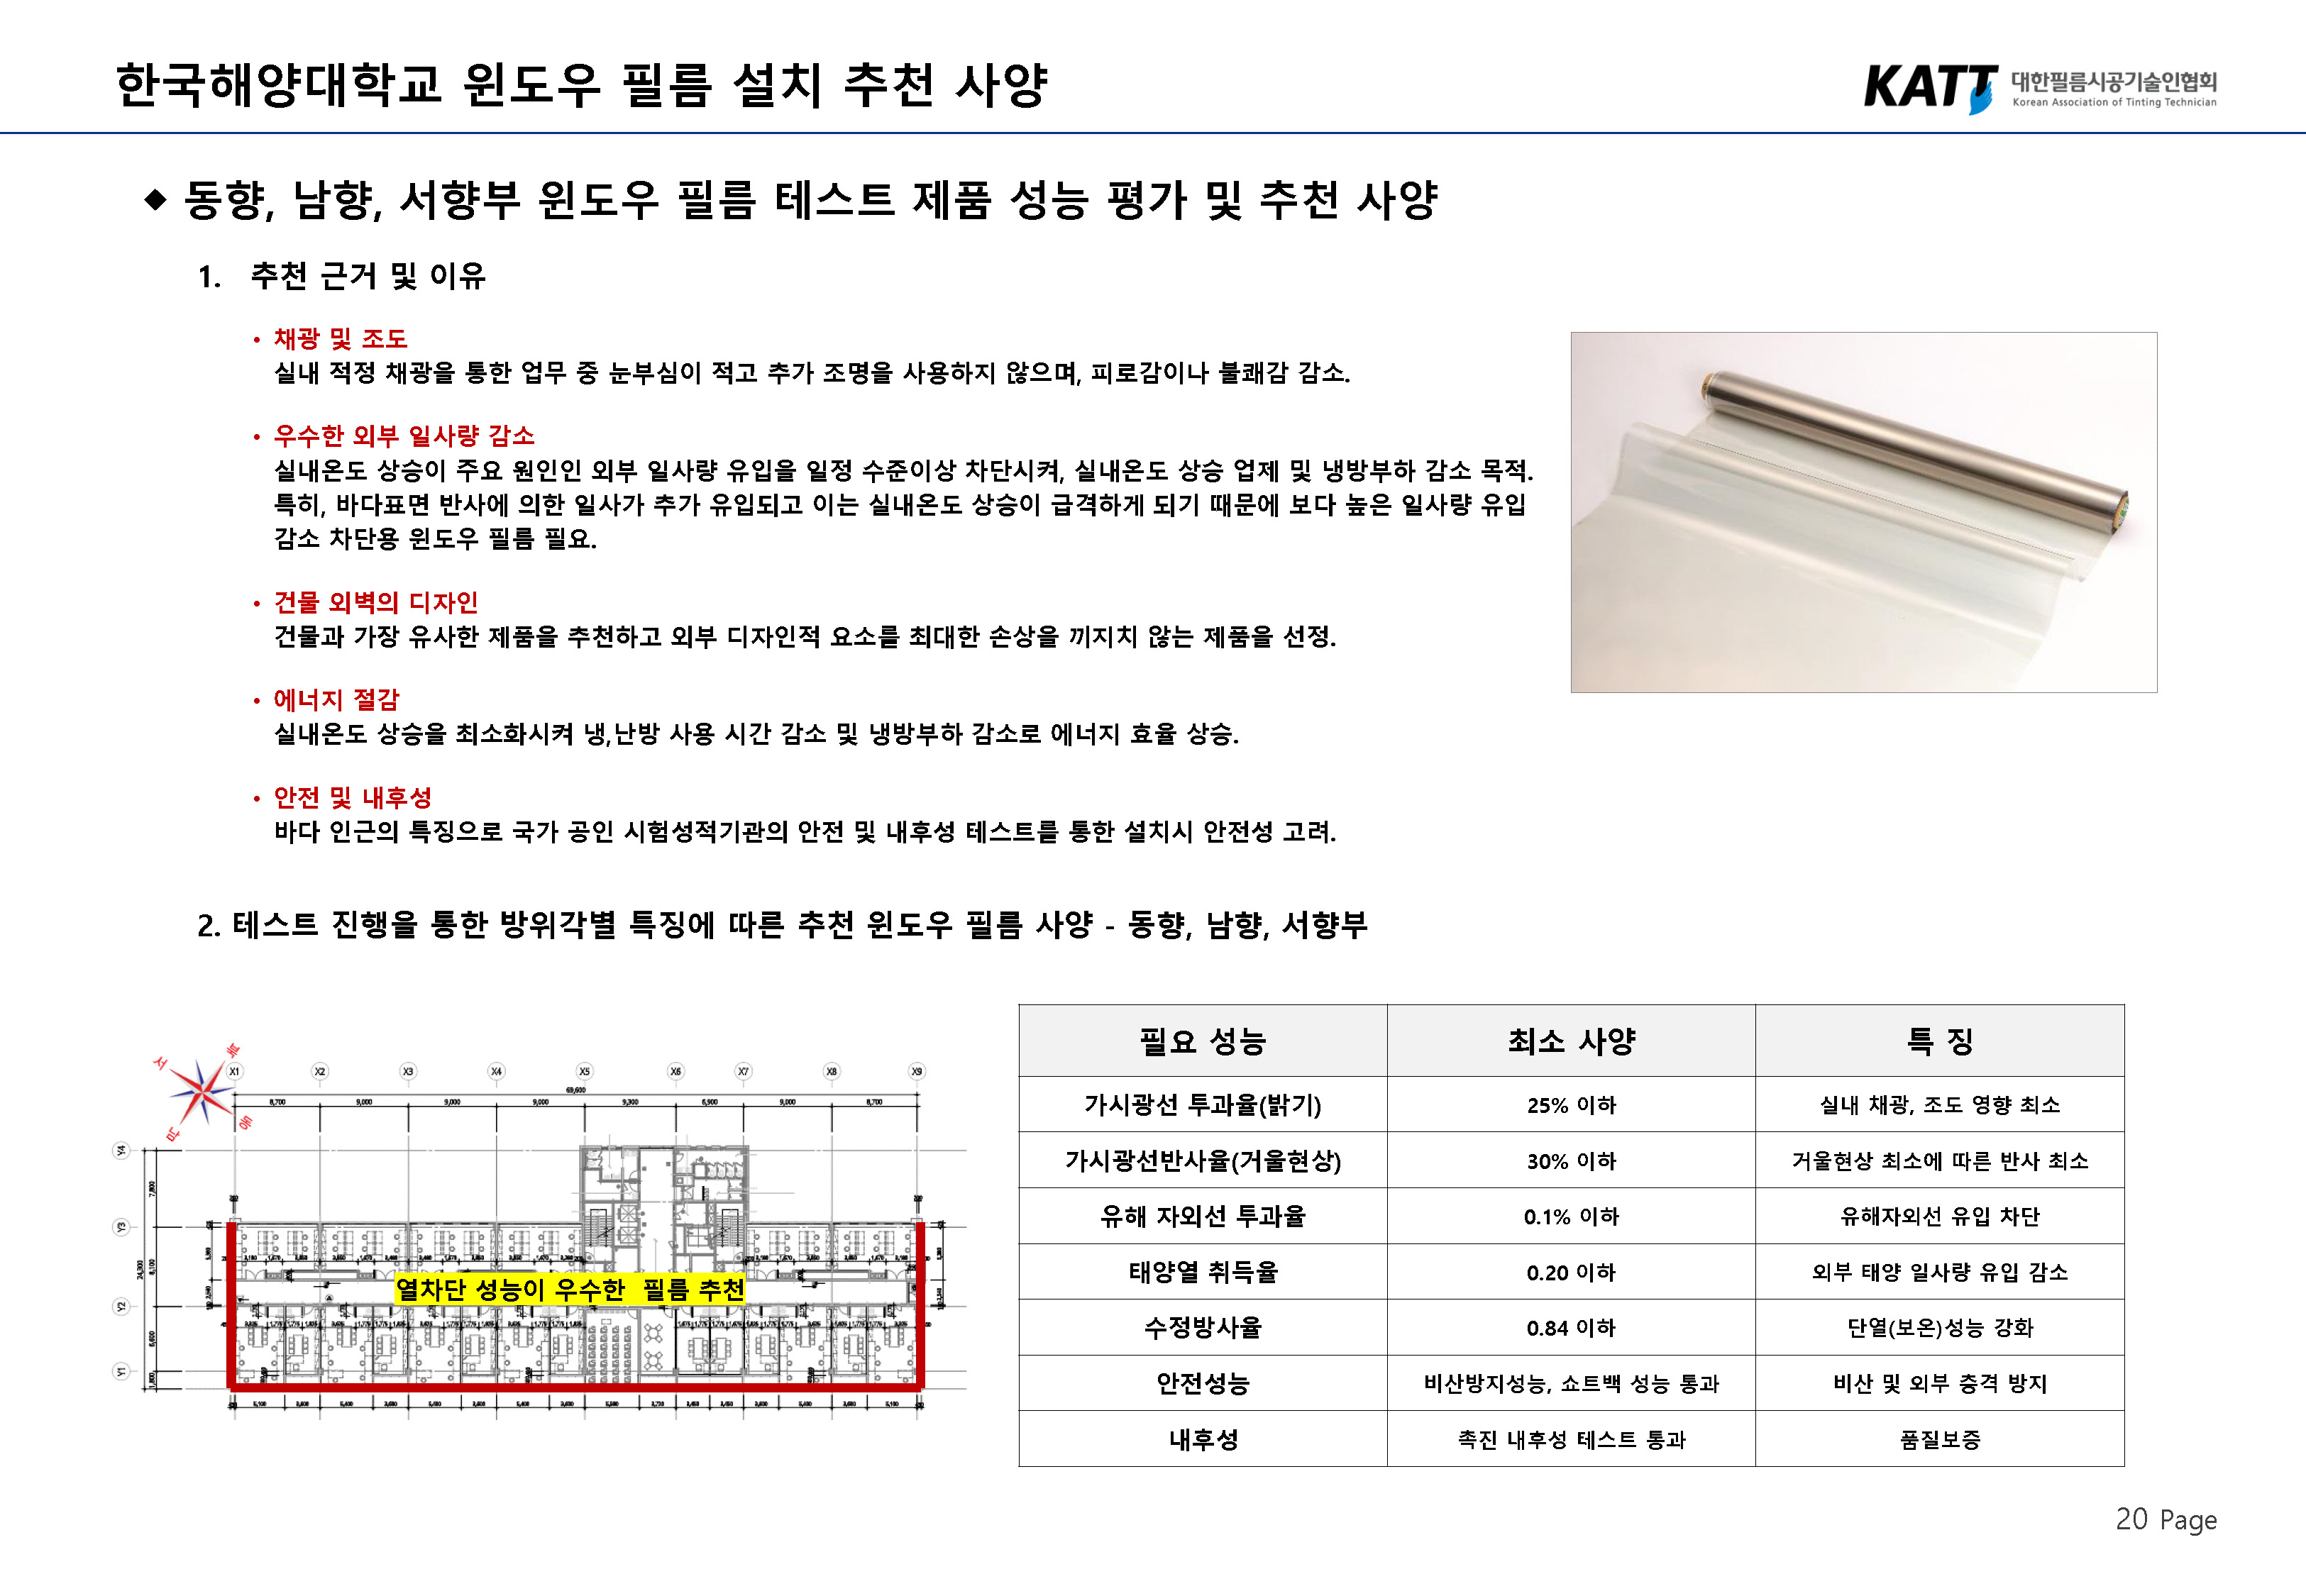 한국해양대학교 윈도우 필름 설치 추천 사양
KATT 대한필름시공기술인협회
Korean Association of Tinting Technician
◆ 동향, 남향, 서향부 윈도우 필름 테스트 제품 성능 평가 및 추천 사양
1. 추천 근거 및 이유
• 채광 및 조도
실내 적정 채광을 통한 업무 중 눈부심이 적고 추가 조명을 사용하지 않으며, 피로감이나 불쾌감 감소.
• 우수한 외부 일사량 감소
실내온도 상승이 주요 원인인 외부 일사량 유입을 일정 수준이상 차단시켜, 실내온도 상승 업제 및 냉방부하 감소 목적.
특히, 바다표면 반사에 의한 일사가 추가 유입되고 이는 실내온도 상승이 급격하게 되기 때문에 보다 높은 일사량 유입
감소 차단용 윈도우 필름 필요.
• 건물 외벽의 디자인
건물과 가장 유사한 제품을 추천하고 외부 디자인적 요소를 최대한 손상을 끼지치 않는 제품을 선정.
• 에너지 절감
실내온도 상승을 최소화시켜 냉,난방 사용 시간 감소 및 냉방부하 감소로 에너지 효율 상승.
• 안전 및 내후성
바다 인근의 특징으로 국가 공인 시험성적기관의 안전 및 내후성 테스트를 통한 설치시 안전성 고려.
2. 테스트 진행을 통한 방위각별 특징에 따른 추천 윈도우 필름 사양 - 동향, 남향, 서향부
서 북
동
남
X1 X2 X3 X4 X5 X6 X7 X8 X9
69,600
8,700 9,000 9,000 9,000 9,300 6,900 9,000 8,700
Y4
7,800
Y3
24,300 8,100
Y2
6,600
Y1
1,800
열차단 성능이 우수한 필름 추천
필요 성능 최소 사양 특 징
가시광선 투과율(밝기) 25% 이하 실내 채광, 조도 영향 최소
가시광선반사율(거울현상) 30% 이하 거울현상 최소에 따른 반사 최소
유해 자외선 투과율 0.1% 이하 유해자외선 유입 차단
태양열 취득율 0.20 이하 외부 태양 일사량 유입 감소
수정방사율 0.84 이하 단열(보온)성능 강화
안전성능 비산방지성능, 쇼트백 성능 통과 비산 및 외부 충격 방지
내후성 촉진 내후성 테스트 통과 품질보증
20 Page